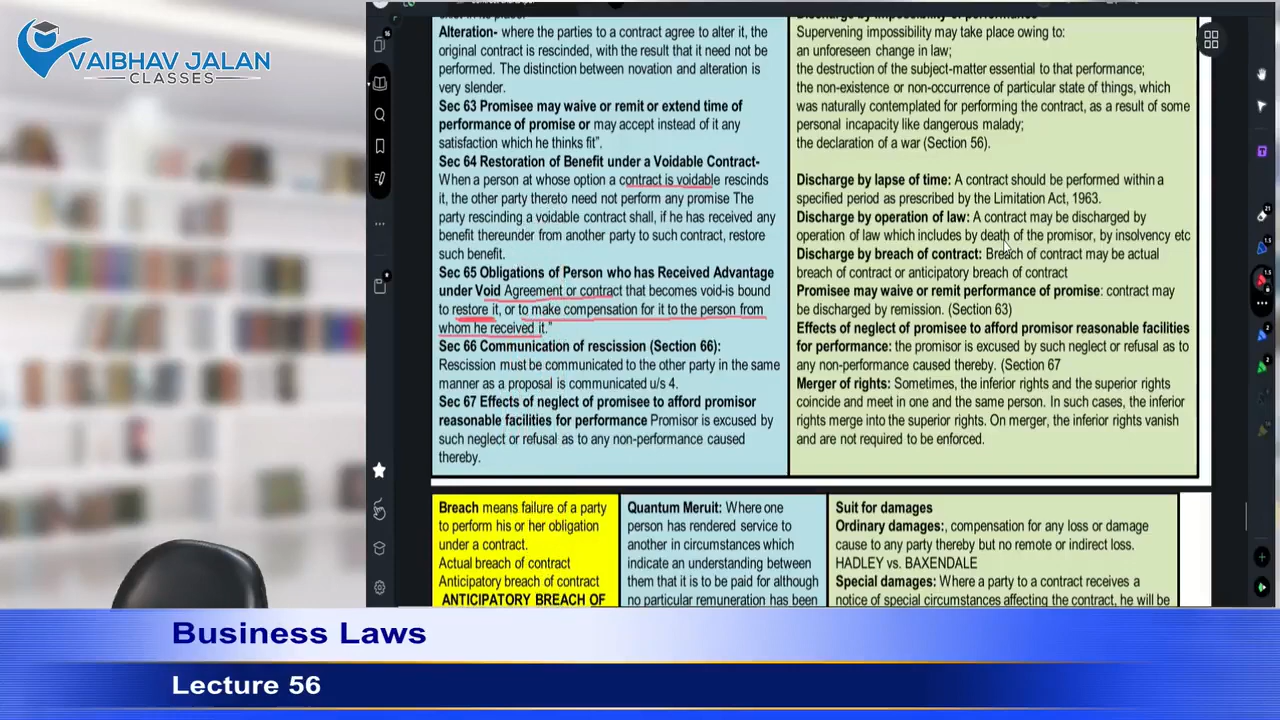 VAIBHAV JALAN
CLASSES
Alteration- where the parties to a contract agree to alter it, the
original contract is rescinded, with the result that it need not be
performed. The distinction between novation and alteration is
very slender.
Sec 63 Promisee may waive or remit or extend time of
performance of promise or may accept instead of it any
satisfaction which he thinks fit”.
Sec 64 Restoration of Benefit under a Voidable Contract-
When a person at whose option a contract is voidable rescinds
it, the other party thereto need not perform any promise The
party rescinding a voidable contract shall, if he has received any
benefit thereunder from another party to such contract, restore
such benefit.
Sec 65 Obligations of Person who has Received Advantage
under Void Agreement or contract that becomes void-is bound
to restore it, or to make compensation for it to the person from
whom he received it.”
Sec 66 Communication of rescission (Section 66):
Rescission must be communicated to the other party in the same
manner as a proposal is communicated u/s 4.
Sec 67 Effects of neglect of promisee to afford promisor
reasonable facilities for performance Promisor is excused by
such neglect or refusal as to any non-performance caused
thereby.
Discharge by impossibility of performance
Supervening impossibility may take place owing to:
an unforeseen change in law;
the destruction of the subject-matter essential to that performance;
the non-existence or non-occurrence of particular state of things, which
was naturally contemplated for performing the contract, as a result of some
personal incapacity like dangerous malady;
the declaration of a war (Section 56).
Discharge by lapse of time: A contract should be performed within a
specified period as prescribed by the Limitation Act, 1963.
Discharge by operation of law: A contract may be discharged by
operation of law which includes by death of the promisor, by insolvency etc
Discharge by breach of contract: Breach of contract may be actual
breach of contract or anticipatory breach of contract
Promisee may waive or remit performance of promise: contract may
be discharged by remission. (Section 63)
Effects of neglect of promisee to afford promisor reasonable facilities
for performance: the promisor is excused by such neglect or refusal as to
any non-performance caused thereby. (Section 67
Merger of rights: Sometimes, the inferior rights and the superior rights
coincide and meet in one and the same person. In such cases, the inferior
rights merge into the superior rights. On merger, the inferior rights vanish
and are not required to be enforced.
Breach means failure of a party
to perform his or her obligation
under a contract.
Actual breach of contract
Anticipatory breach of contract
ANTICIPATORY BREACH OF
Quantum Meruit: Where one
person has rendered service to
another in circumstances which
indicate an understanding between
them that it is to be paid for although
no particular remuneration has been
Suit for damages
Ordinary damages:, compensation for any loss or damage
cause to any party thereby but no remote or indirect loss.
HADLEY vs. BAXENDALE
Special damages: Where a party to a contract receives a
notice of special circumstances affecting the contract, he will be
Business Laws
Lecture 56